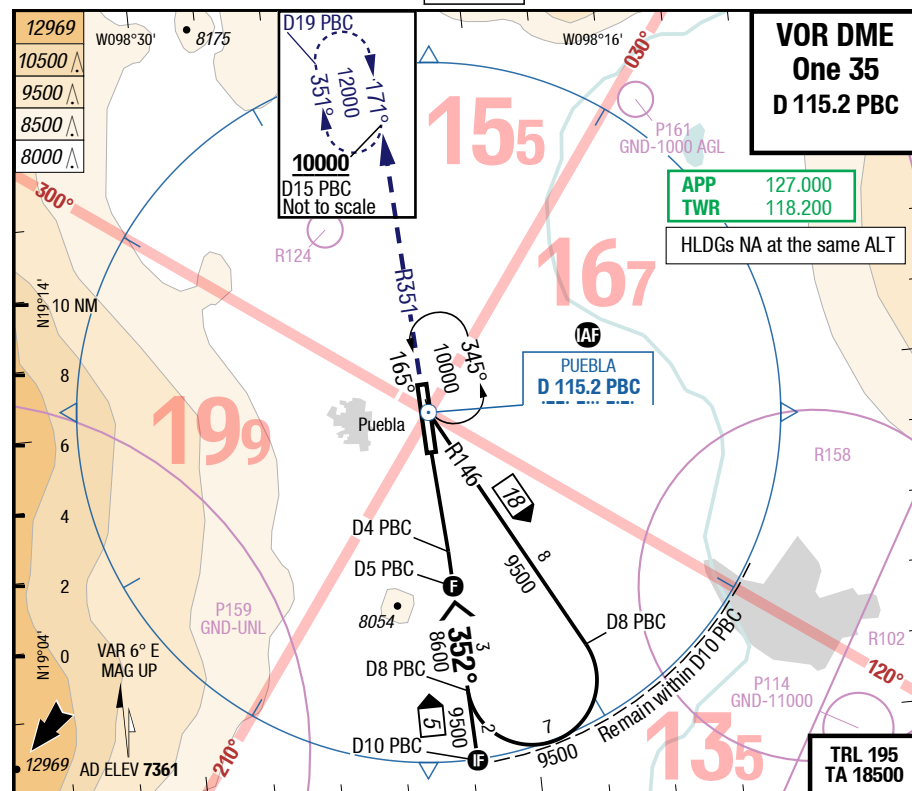 12969
10500
9500
8500
8000
W098°30'
8175
D19 PBC
351°
12000
171°
10000
D15 PBC
Not to scale
W098°16'
030°
VOR DME
One 35
D 115.2 PBC
155
P161
GND-1000 AGL
APP 127.000
TWR 118.200
HLDGs NA at the same ALT
300°
R124
167
N19°14'
10 NM
R351
IAF
PUEBLA
D 115.2 PBC
165°
10000
345°
8
6
4
2
0
199
Puebla
R146
18
8
9500
R158
D4 PBC
D5 PBC
F
8054
P159
GND-UNL
N19°04'
352°
3
8600
D8 PBC
D8 PBC
R102
120°
VAR 6° E
MAG UP
P114
GND-11000
Remain within D10 PBC
5
9500
2
7
9500
D10 PBC
IF
135
210°
12969
AD ELEV 7361
TRL 195
TA 18500